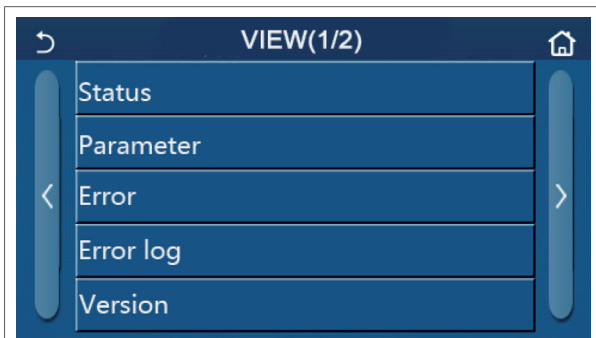 VIEW(1/2)
Status
Parameter
Error
Error log
Version